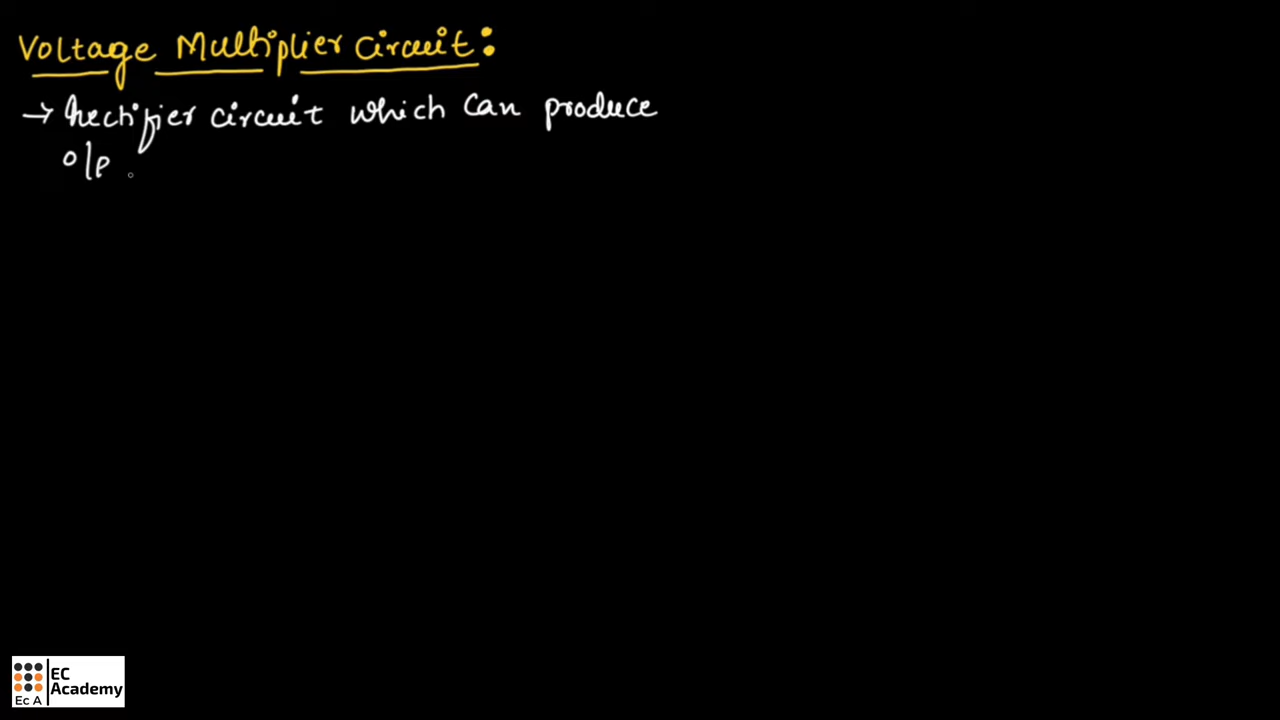 Voltage Multiplier Circuit:
→ Rectifier circuit which can produce
o/p
EC
Academy
Ec A